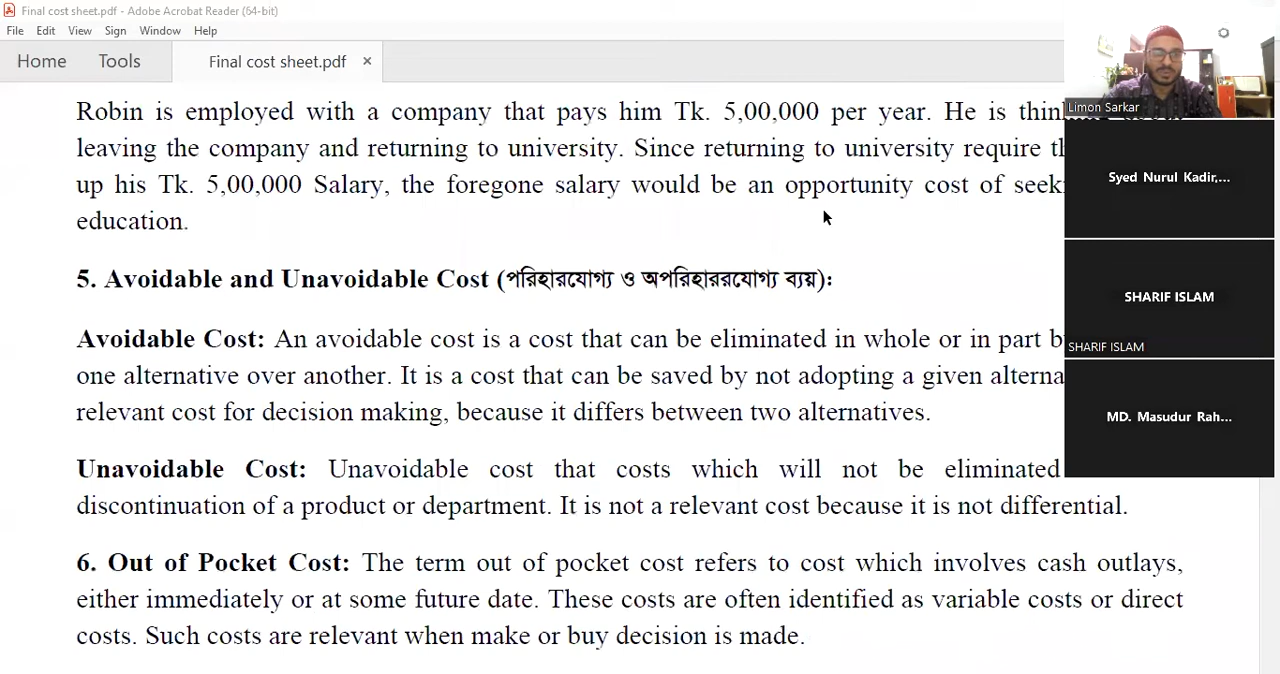 Final cost sheet.pdf - Adobe Acrobat Reader (64-bit)
File Edit View Sign Window Help
Home Tools Final cost sheet.pdf ×
Robin is employed with a company that pays him Tk. 5,00,000 per year. He is
leaving the company and returning to university. Since returning to university require
up his Tk. 5,00,000 Salary, the foregone salary would be an opportunity cost of
education.
5. Avoidable and Unavoidable Cost (পরিহারযোগ্য ও অপরিহাররযোগ্য ব্যয়):
Avoidable Cost: An avoidable cost is a cost that can be eliminated in whole or in part
one alternative over another. It is a cost that can be saved by not adopting a given
relevant cost for decision making, because it differs between two alternatives.
Unavoidable Cost: Unavoidable cost that costs which will not be eliminated
discontinuation of a product or department. It is not a relevant cost because it is not differential.
6. Out of Pocket Cost: The term out of pocket cost refers to cost which involves cash outlays,
either immediately or at some future date. These costs are often identified as variable costs or direct
costs. Such costs are relevant when make or buy decision is made.
Limon Sarkar
Syed Nurul Kadir,...
SHARIF ISLAM
SHARIF ISLAM
MD. Masudur Rah...